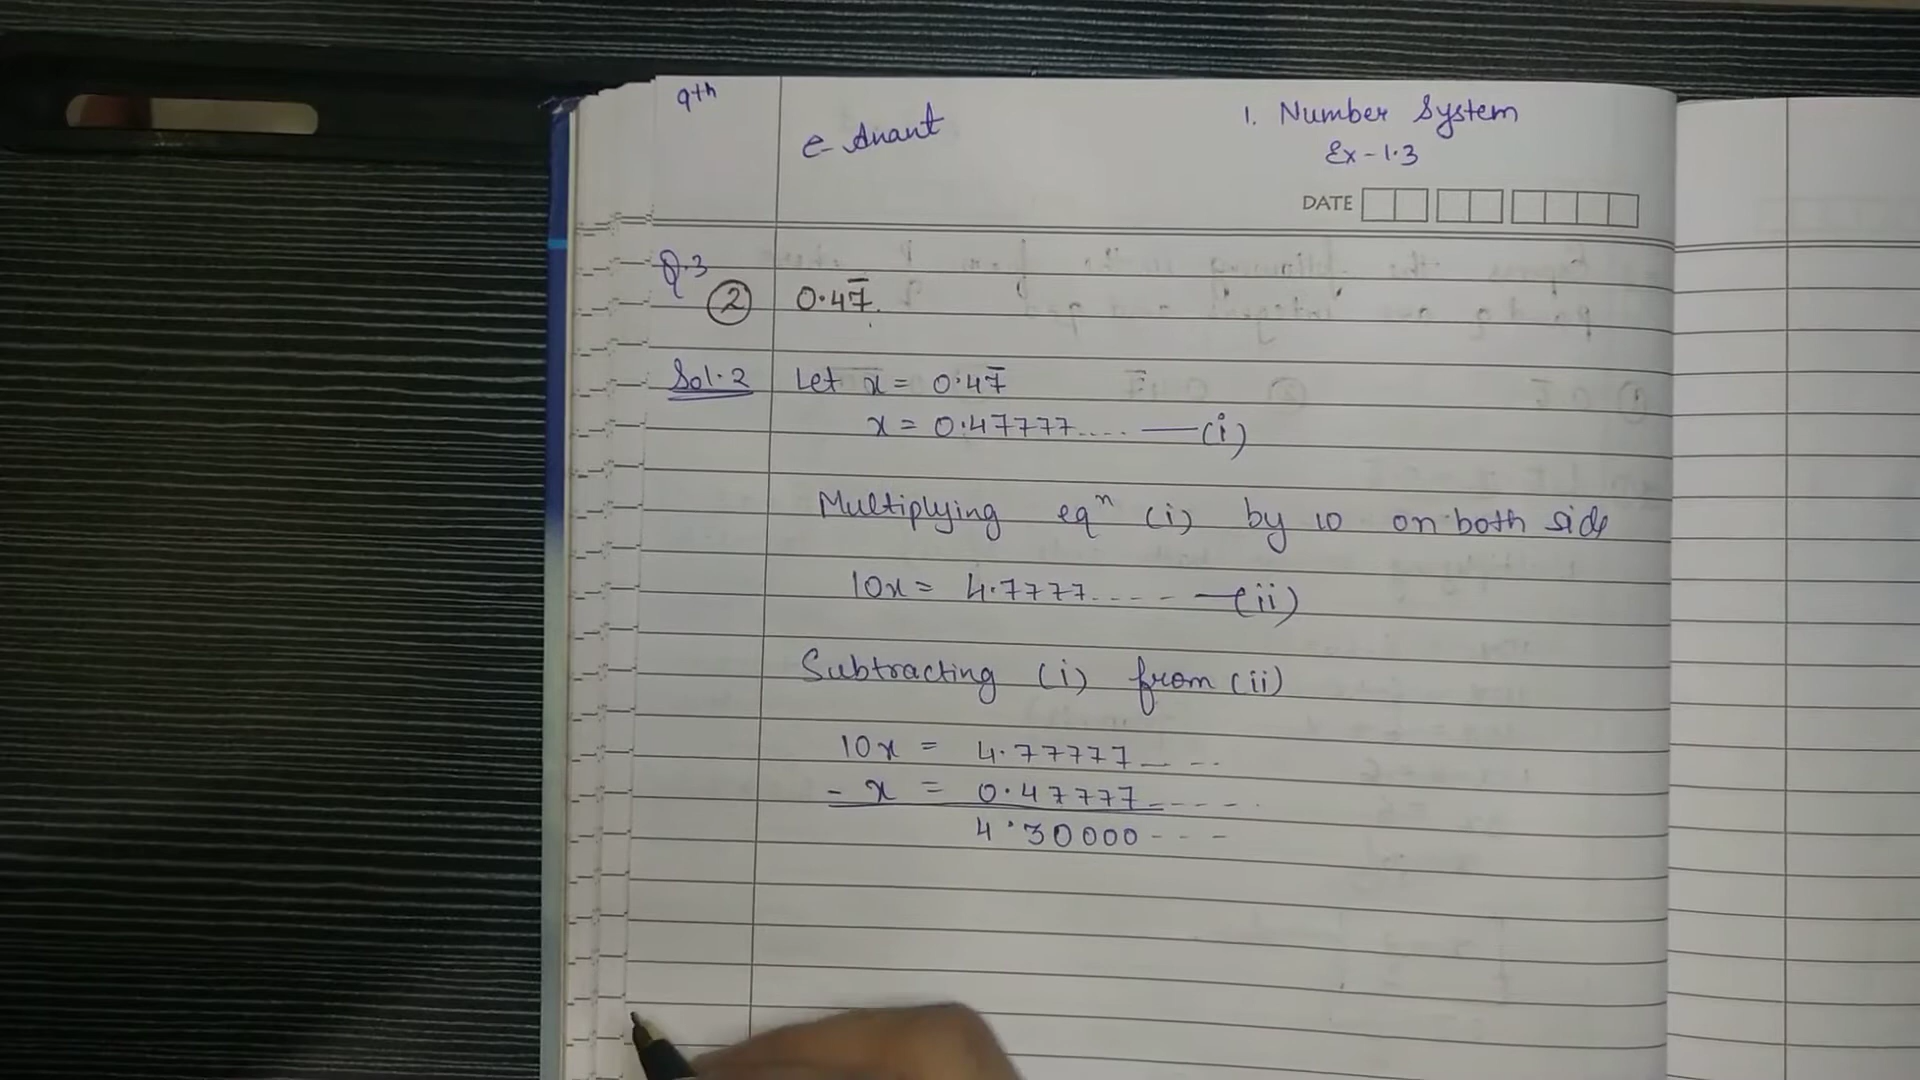 9th
e-Anant
1. Number System
Ex-1.3
DATE
Q.3
② 0.47̅.
Sol.2 Let x = 0.47̅
x = 0.47777.... —(i)
Multiplying eqⁿ (i) by 10 on both side
10x = 4.7777..... —(ii)
Subtracting (i) from (ii)
10x = 4.77777_ _ ..
- x = 0.47777_ _ _ _ .
4.30000- - -